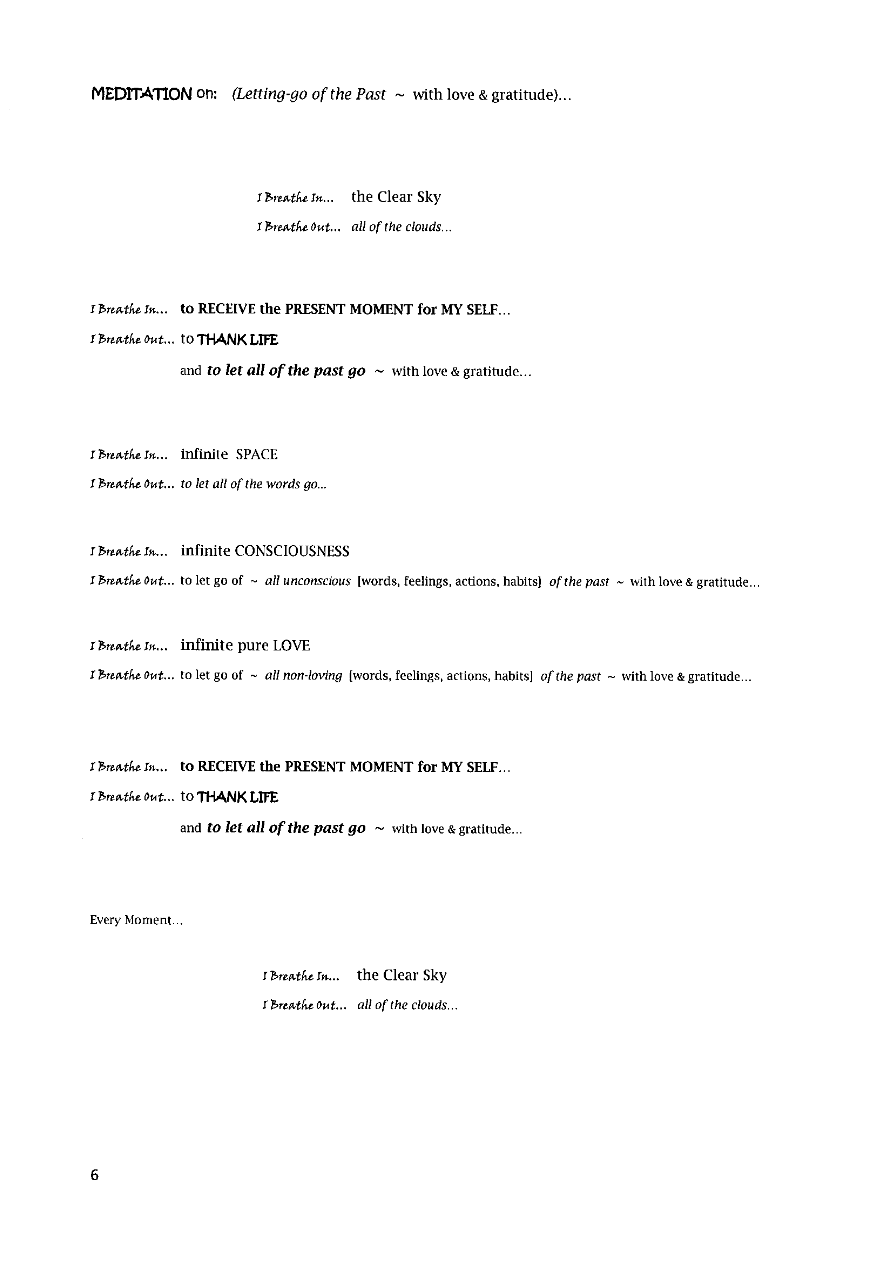 MEDITATION on: (Letting-go of the Past ~ with love & gratitude)...
I Breathe In... the Clear Sky
I Breathe Out... all of the clouds...
I Breathe In... to RECEIVE the PRESENT MOMENT for MY SELF...
I Breathe Out... to THANK LIFE
and to let all of the past go ~ with love & gratitude...
I Breathe In... infinite SPACE
I Breathe Out... to let all of the words go...
I Breathe In... infinite CONSCIOUSNESS
I Breathe Out... to let go of ~ all unconscious [words, feelings, actions, habits] of the past ~ with love & gratitude...
I Breathe In... infinite pure LOVE
I Breathe Out... to let go of ~ all non-loving [words, feelings, actions, habits] of the past ~ with love & gratitude...
I Breathe In... to RECEIVE the PRESENT MOMENT for MY SELF...
I Breathe Out... to THANK LIFE
and to let all of the past go ~ with love & gratitude...
Every Moment...
I Breathe In... the Clear Sky
I Breathe Out... all of the clouds...
6